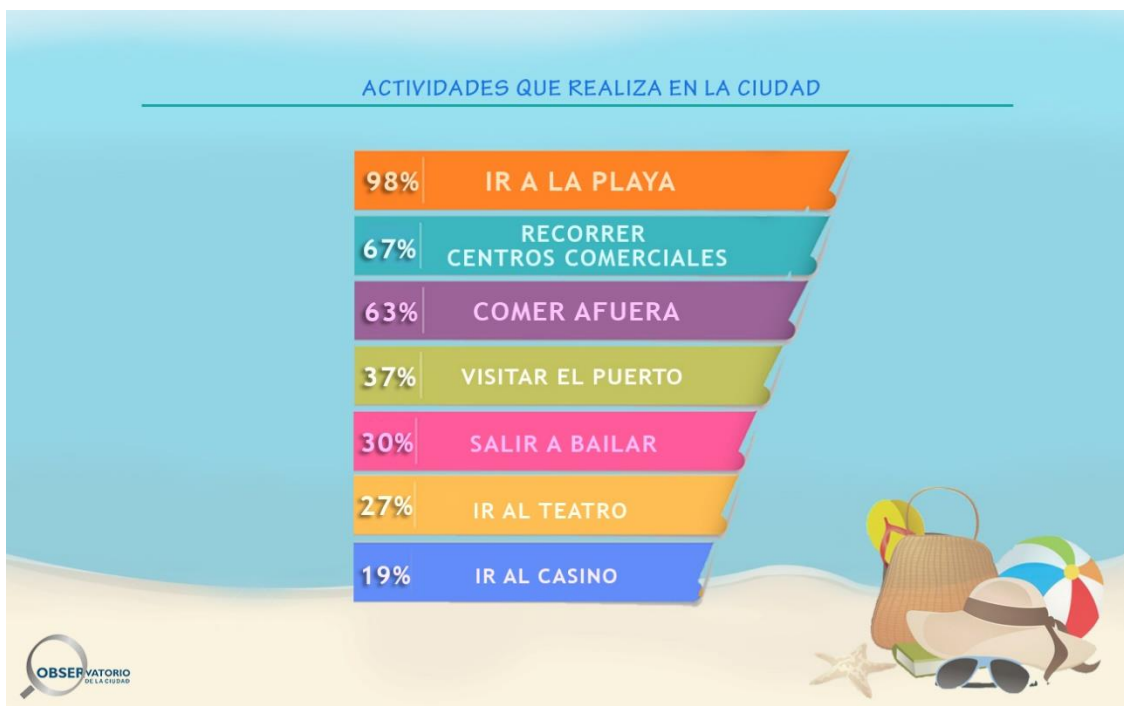 ACTIVIDADES QUE REALIZA EN LA CIUDAD
98% IR A LA PLAYA
67% RECORRER
CENTROS COMERCIALES
63% COMER AFUERA
37% VISITAR EL PUERTO
30% SALIR A BAILAR
27% IR AL TEATRO
19% IR AL CASINO
OBSERVATORIO
DE LA CIUDAD